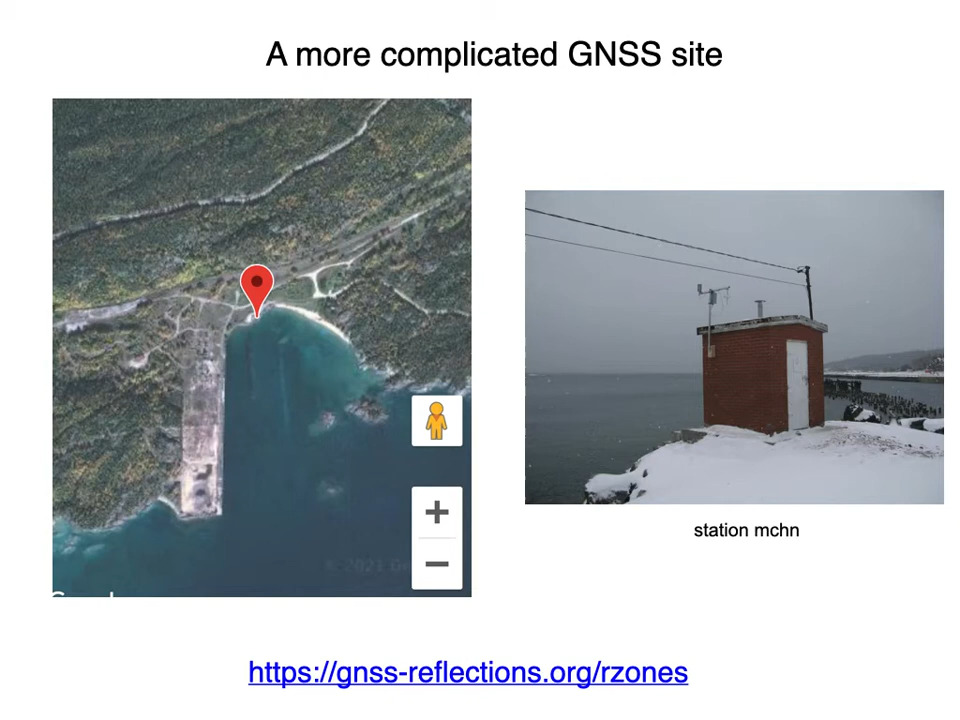 A more complicated GNSS site
station mchn
https://gnss-reflections.org/rzones